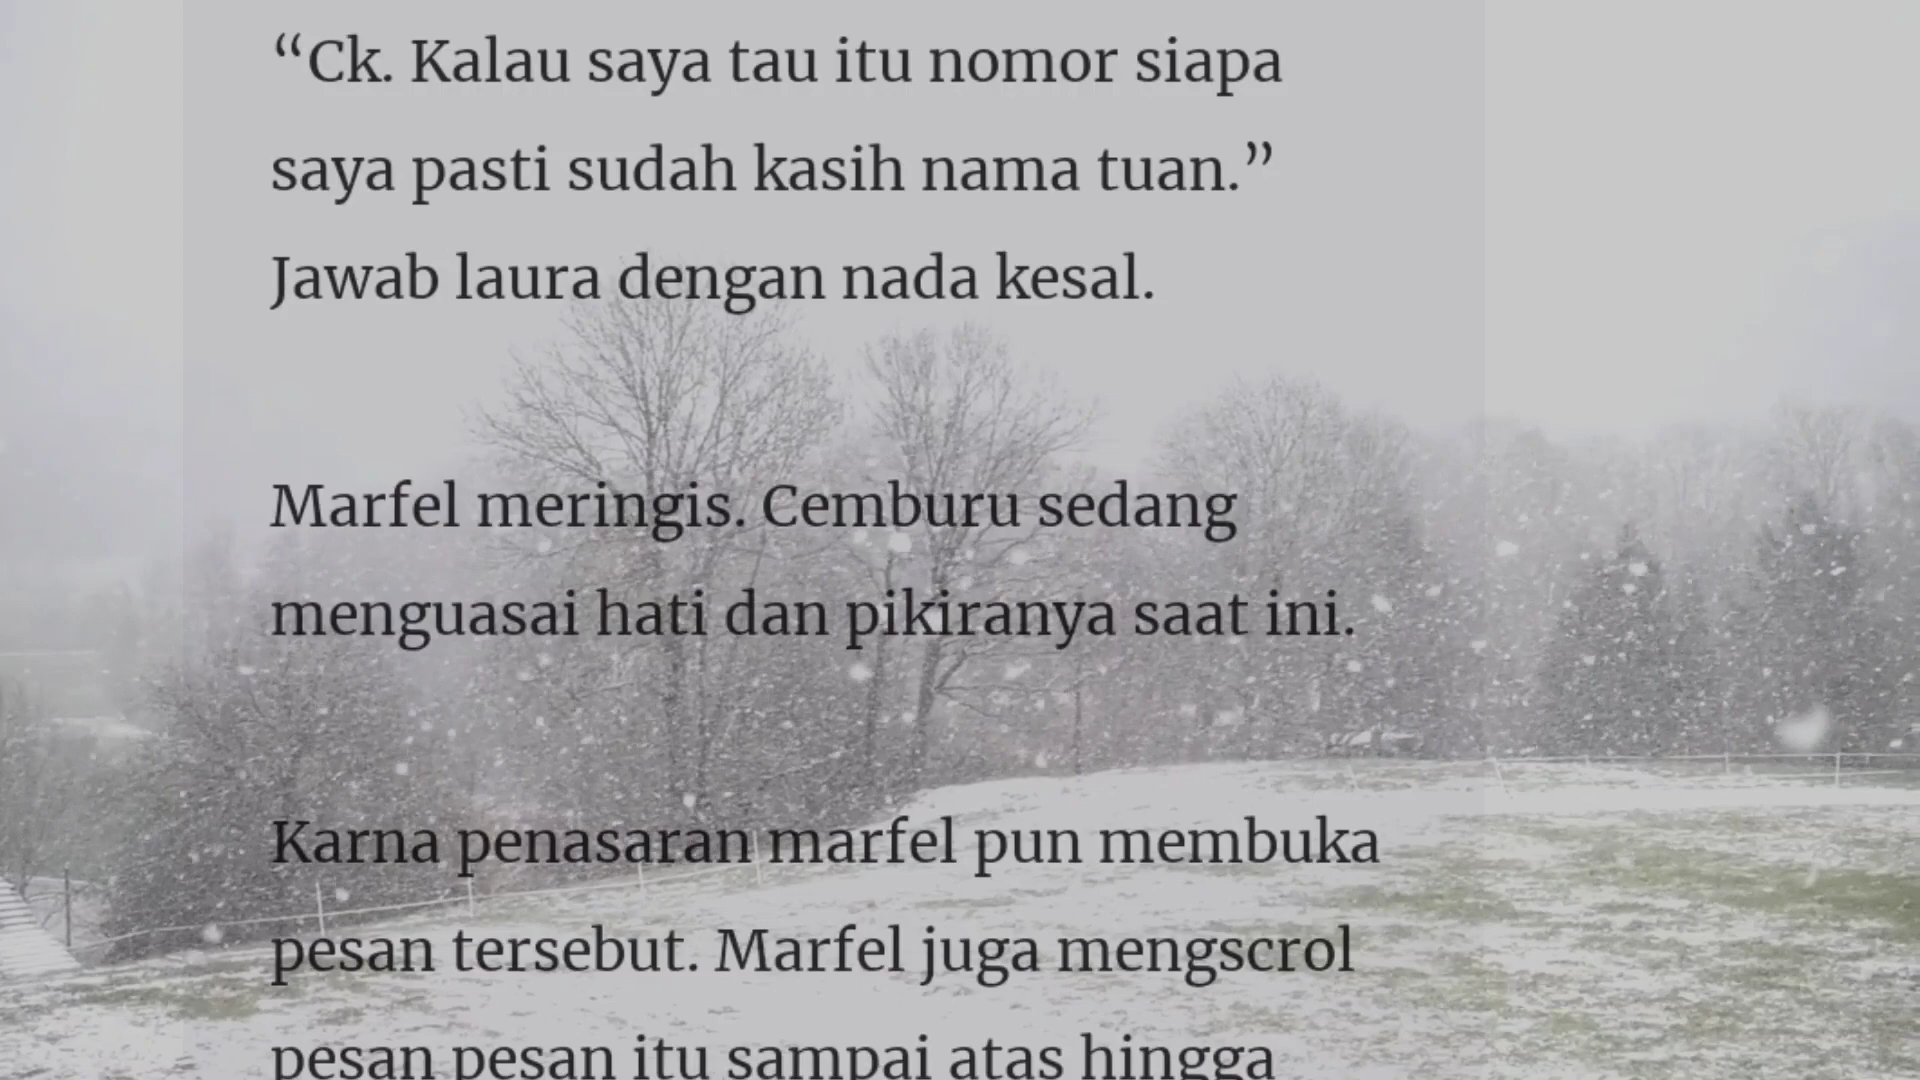 “Ck. Kalau saya tau itu nomor siapa
saya pasti sudah kasih nama tuan.”
Jawab laura dengan nada kesal.
Marfel meringis. Cemburu sedang
menguasai hati dan pikiranya saat ini.
Karna penasaran marfel pun membuka
pesan tersebut. Marfel juga mengscrol
pesan pesan itu sampai atas hingga